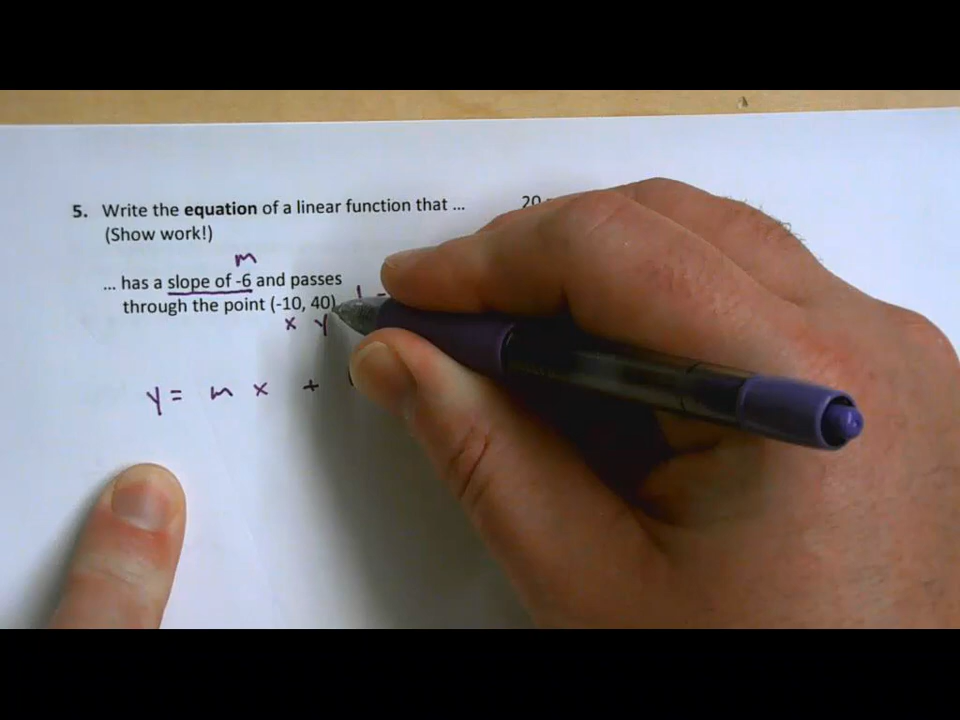 5. Write the equation of a linear function that ...
20
(Show work!)
m
... has a slope of -6 and passes
through the point (-10, 40)
x y
y = m x +